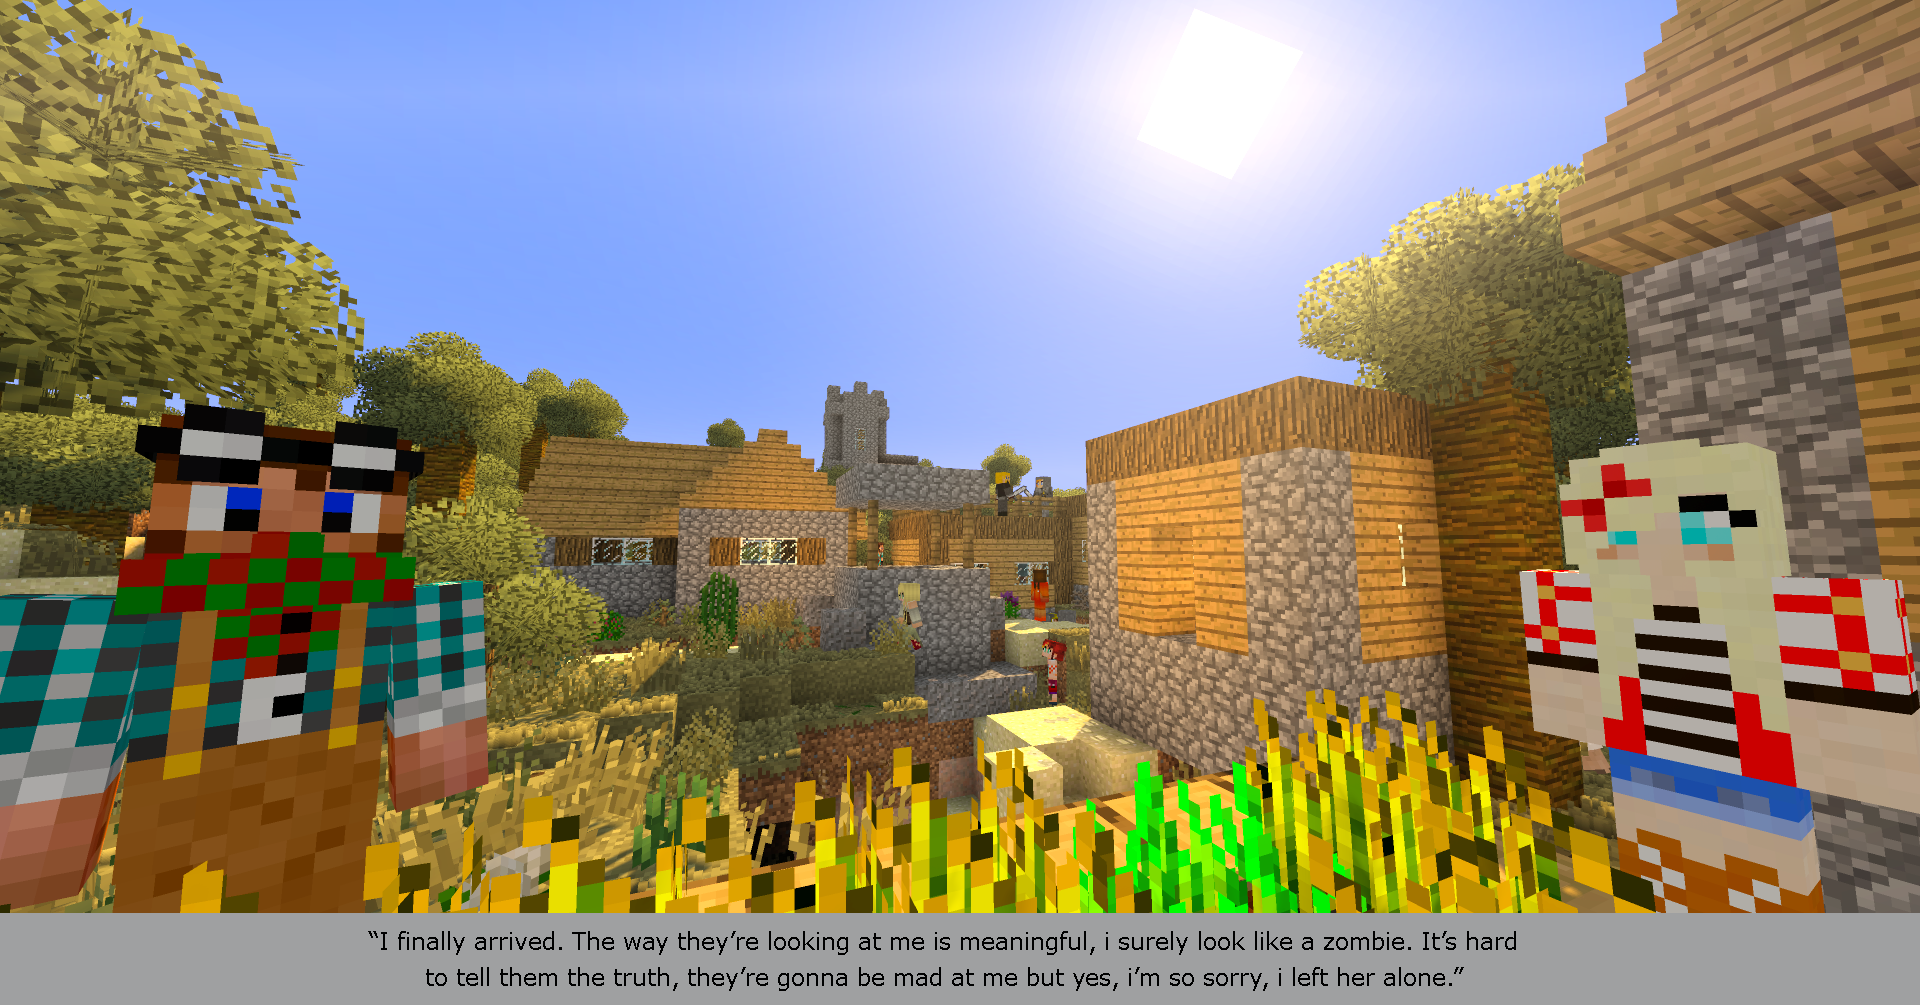 “I finally arrived. The way they’re looking at me is meaningful, i surely look like a zombie. It’s hard
to tell them the truth, they’re gonna be mad at me but yes, i’m so sorry, i left her alone.”